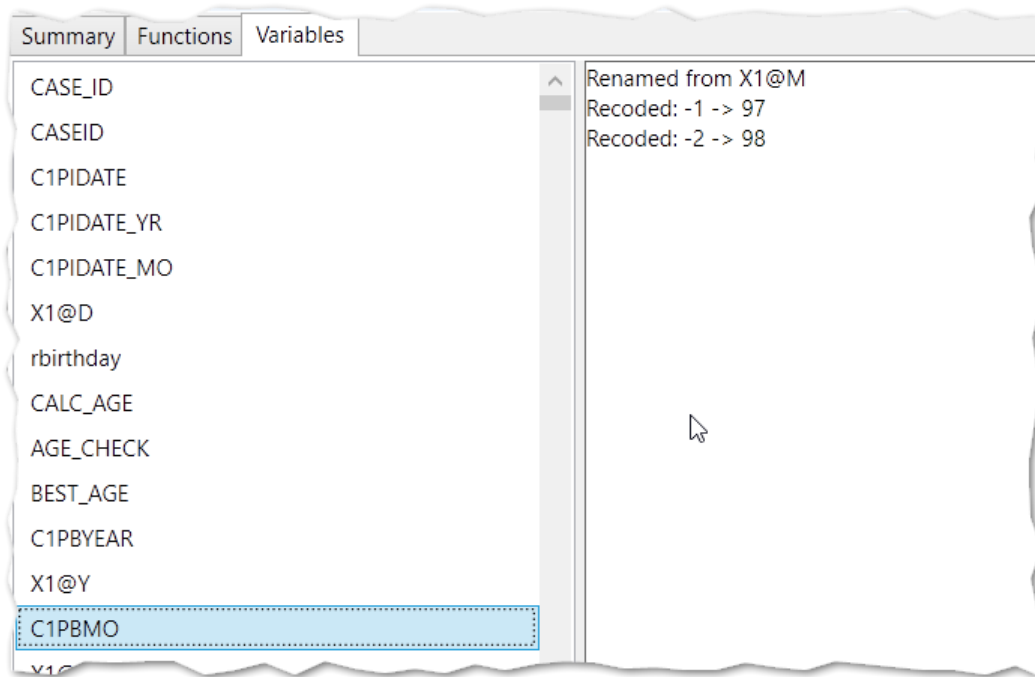 Summary Functions Variables
CASE_ID
CASEID
C1PIDATE
C1PIDATE_YR
C1PIDATE_MO
X1@D
rbirthday
CALC_AGE
AGE_CHECK
BEST_AGE
C1PBYEAR
X1@Y
C1PBMO
Renamed from X1@M
Recoded: -1 -> 97
Recoded: -2 -> 98